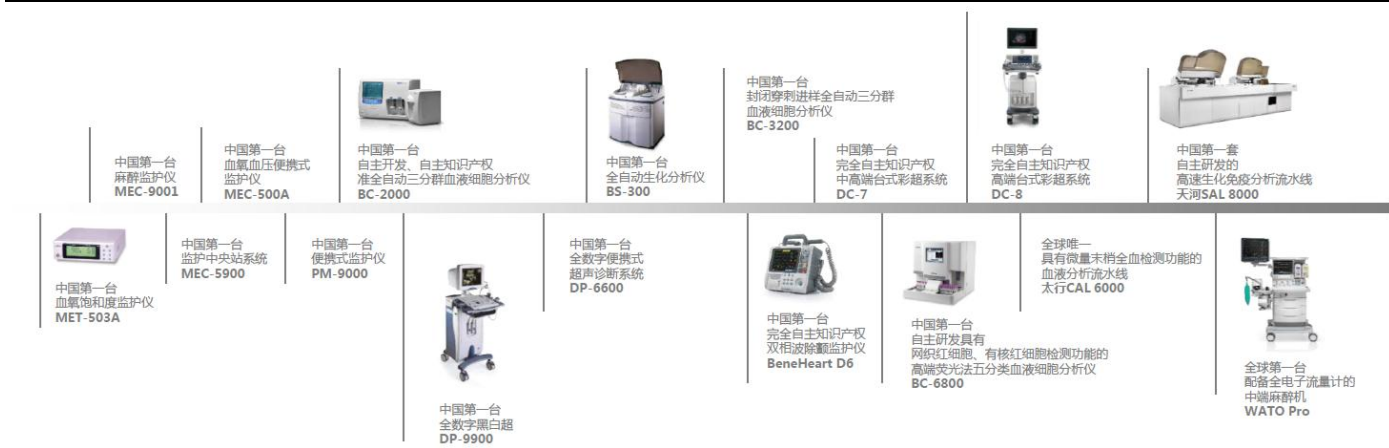 中国第一台
麻醉监护仪
MEC-9001
中国第一台
血氧血压便携式
监护仪
MEC-500A
中国第一台
自主开发、自主知识产权
准全自动三分群血液细胞分析仪
BC-2000
中国第一台
全自动生化分析仪
BS-300
中国第一台
封闭穿刺进样全自动三分群
血液细胞分析仪
BC-3200
中国第一台
完全自主知识产权
中高端台式彩超系统
DC-7
中国第一台
完全自主知识产权
高端台式彩超系统
DC-8
中国第一套
自主研发的
高速生化免疫分析流水线
天河SAL 8000
中国第一台
血氧饱和度监护仪
MET-503A
中国第一台
监护中央站系统
MEC-5900
中国第一台
便携式监护仪
PM-9000
中国第一台
全数字黑白超
DP-9900
中国第一台
全数字便携式
超声诊断系统
DP-6600
中国第一台
完全自主知识产权
双相波除颤监护仪
BeneHeart D6
中国第一台
自主研发具有
网织红细胞、有核红细胞检测功能的
高端荧光法五分类血液细胞分析仪
BC-6800
全球唯一
具有微量末梢全血检测功能的
血液分析流水线
太行CAL 6000
全球第一台
配备全电子流量计的
中端麻醉机
WATO Pro